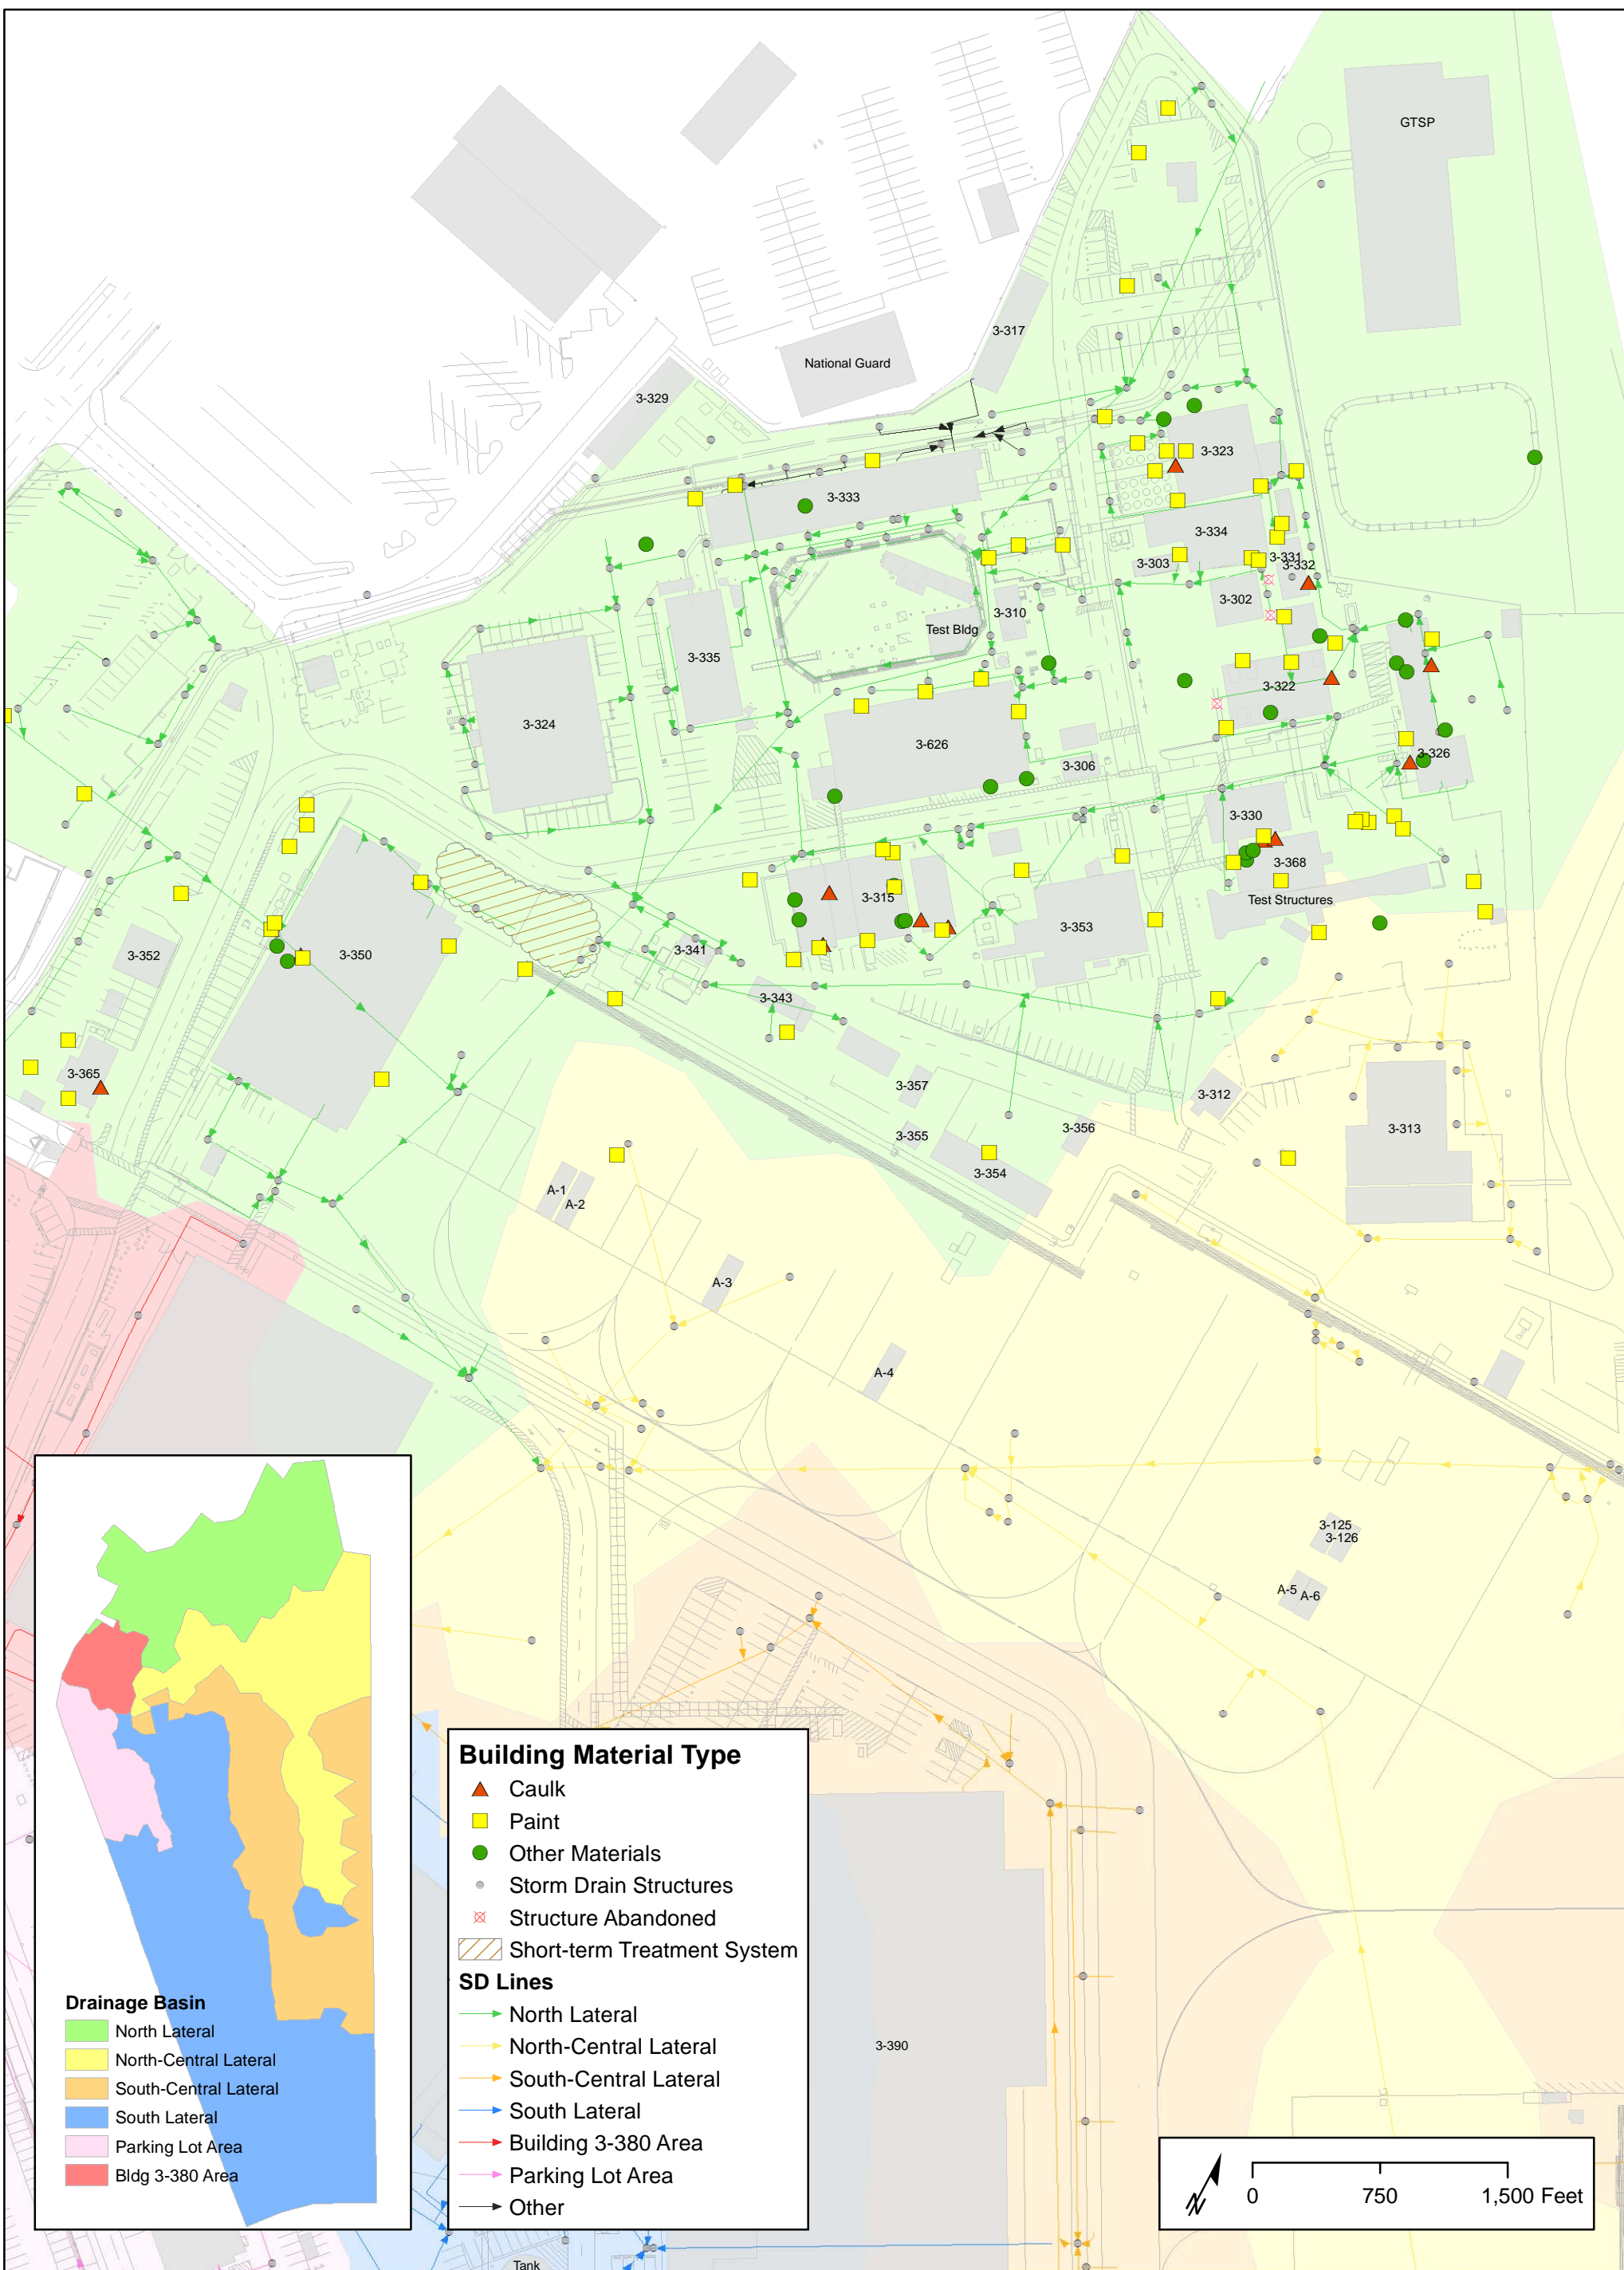 GTSP
3-317
National Guard
3-329
3-323
3-333
3-334
3-331
3-303
3-332
3-302
3-310
Test Bldg
3-335
3-322
3-324
3-626
3-326
3-306
3-330
3-368
3-315
Test Structures
3-353
3-341
3-352
3-350
3-343
3-365
3-357
3-312
3-355
3-356
3-313
3-354
A-1
A-2
A-3
A-4
3-125
3-126
A-5
A-6
3-390
Tank
Drainage Basin
North Lateral
North-Central Lateral
South-Central Lateral
South Lateral
Parking Lot Area
Bldg 3-380 Area
Building Material Type
Caulk
Paint
Other Materials
Storm Drain Structures
Structure Abandoned
Short-term Treatment System
SD Lines
North Lateral
North-Central Lateral
South-Central Lateral
South Lateral
Building 3-380 Area
Parking Lot Area
Other
N
0 750 1,500 Feet